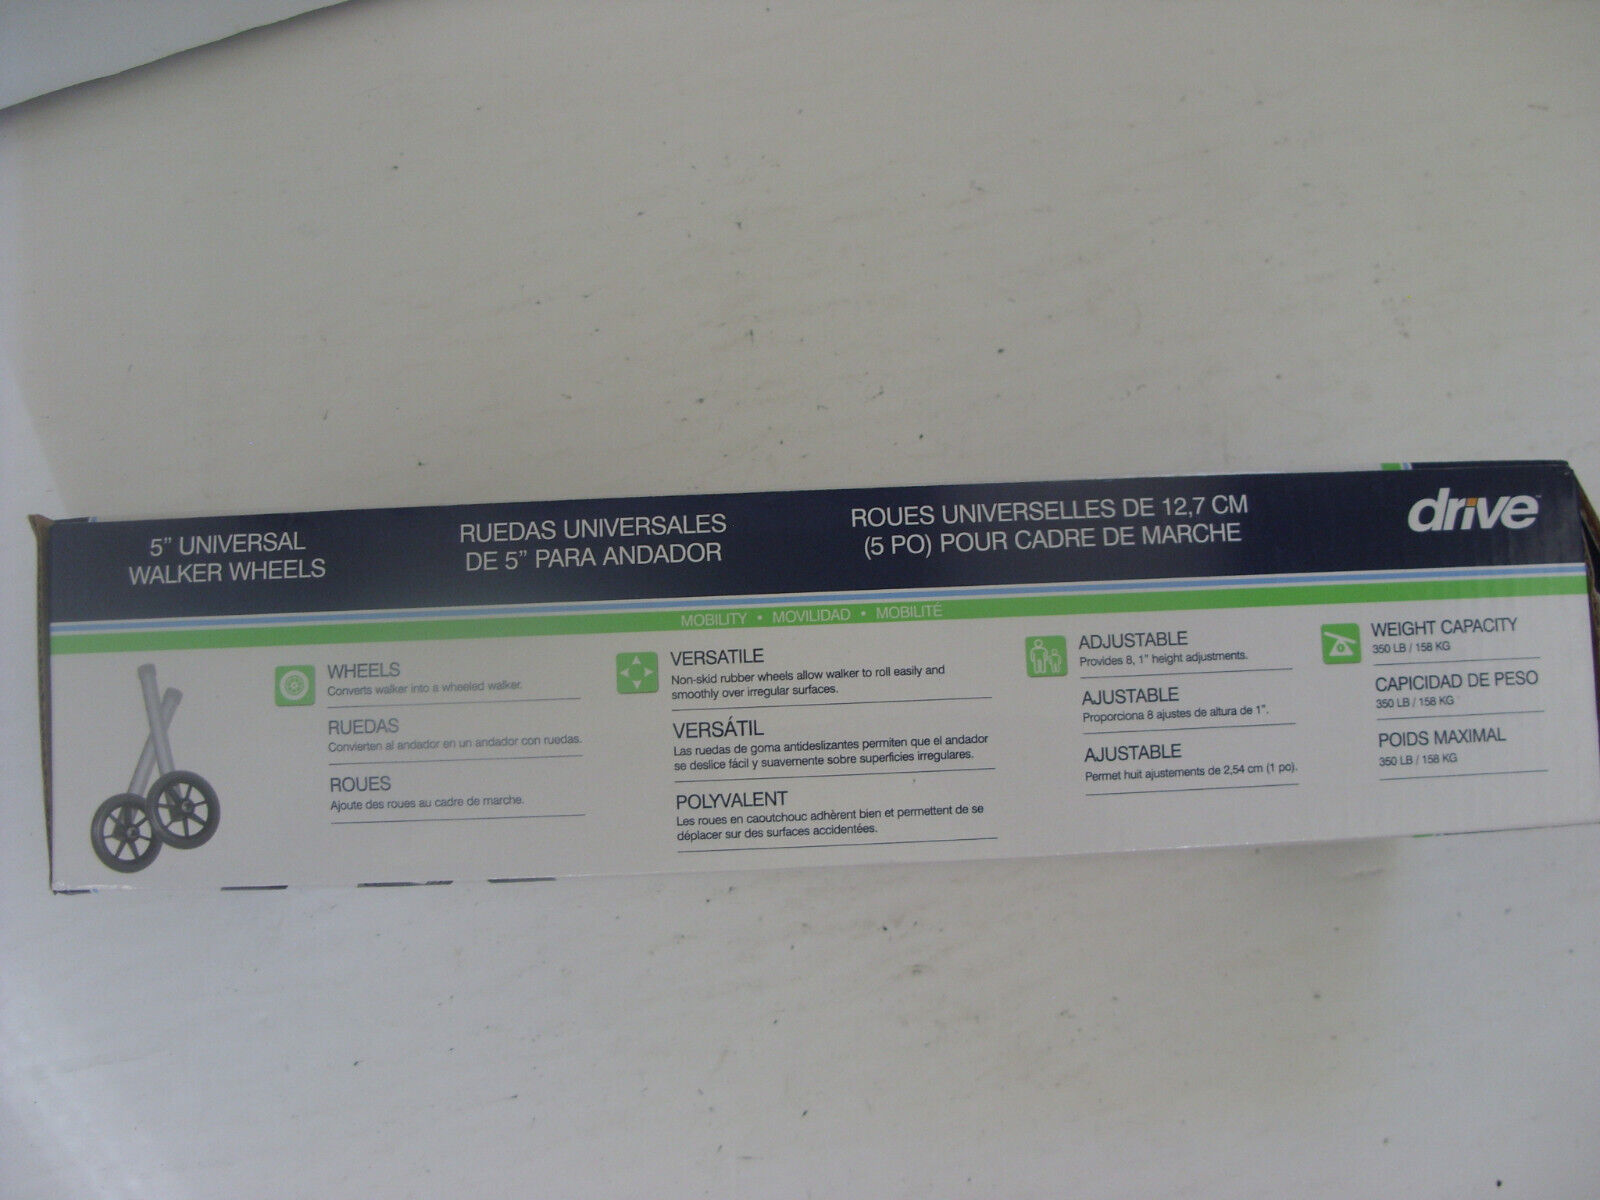 5” UNIVERSAL
WALKER WHEELS
RUEDAS UNIVERSALES
DE 5” PARA ANDADOR
ROUES UNIVERSELLES DE 12,7 CM
(5 PO) POUR CADRE DE MARCHE
drive
MOBILITY • MOVILIDAD • MOBILITÉ
WHEELS
Converts walker into a wheeled walker.
RUEDAS
Convierten al andador en un andador con ruedas.
ROUES
Ajoute des roues au cadre de marche.
VERSATILE
Non-skid rubber wheels allow walker to roll easily and
smoothly over irregular surfaces.
VERSÁTIL
Las ruedas de goma antideslizantes permiten que el andador
se deslice fácil y suavemente sobre superficies irregulares.
POLYVALENT
Les roues en caoutchouc adhèrent bien et permettent de se
déplacer sur des surfaces accidentées.
ADJUSTABLE
Provides 8, 1” height adjustments.
AJUSTABLE
Proporciona 8 ajustes de altura de 1”.
AJUSTABLE
Permet huit ajustements de 2,54 cm (1 po).
WEIGHT CAPACITY
350 LB / 158 KG
CAPICIDAD DE PESO
350 LB / 158 KG
POIDS MAXIMAL
350 LB / 158 KG